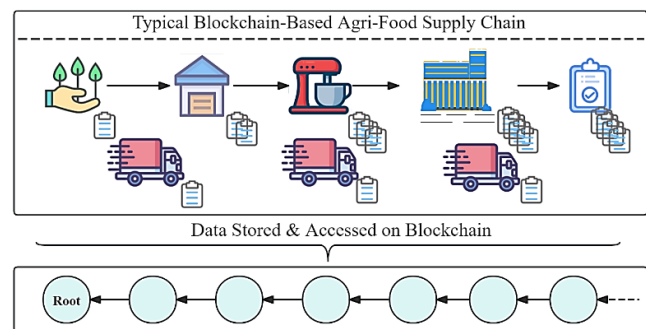 Typical Blockchain-Based Agri-Food Supply Chain
Data Stored & Accessed on Blockchain
Root